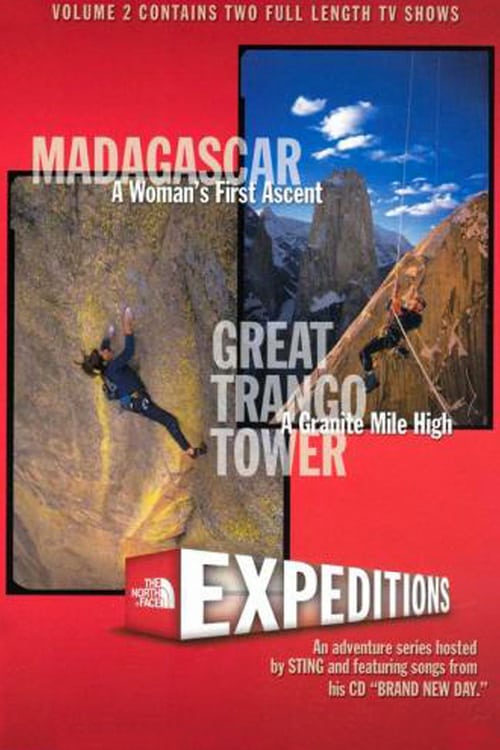 VOLUME 2 CONTAINS TWO FULL LENGTH TV SHOWS
MADAGASCAR
A Woman's First Ascent
GREAT
TRANGO
A Granite Mile High
TOWER
THE
NORTH
FACE
EXPEDITIONS
An adventure series hosted
by STING and featuring songs from
his CD "BRAND NEW DAY."